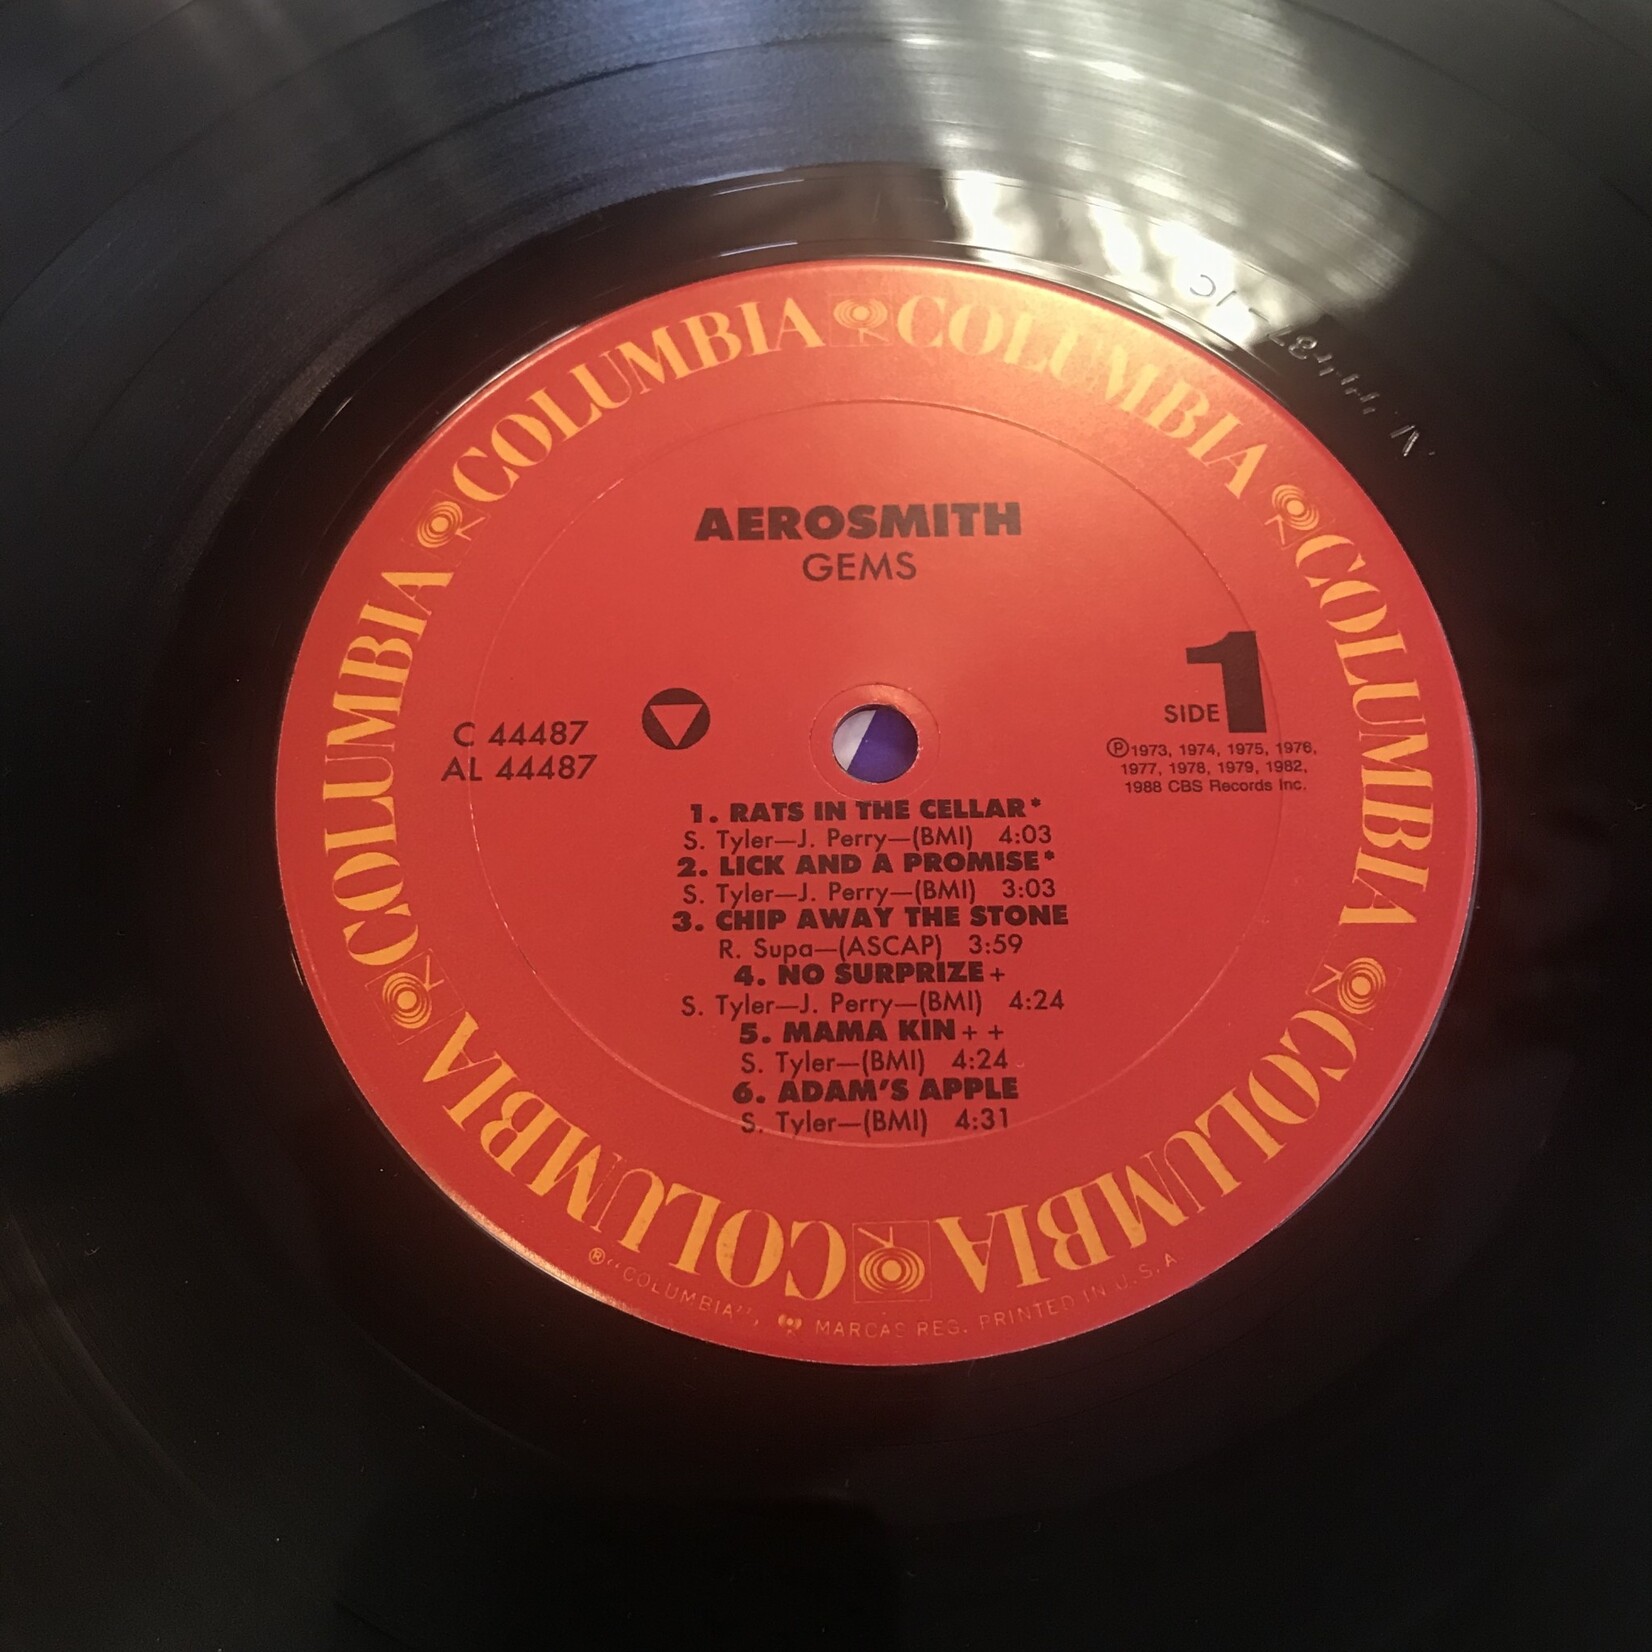 COLUMBIA COLUMBIA COLUMBIA COLUMBIA COLUMBIA COLUMBIA COLUMBIA COLUMBIA
AEROSMITH
GEMS
C 44487
AL 44487
SIDE 1
Ⓟ1973, 1974, 1975, 1976,
1977, 1978, 1979, 1982,
1988 CBS Records Inc.
1. RATS IN THE CELLAR*
S. Tyler—J. Perry—(BMI) 4:03
2. LICK AND A PROMISE*
S. Tyler—J. Perry—(BMI) 3:03
3. CHIP AWAY THE STONE
R. Supa—(ASCAP) 3:59
4. NO SURPRIZE+
S. Tyler—J. Perry—(BMI) 4:24
5. MAMA KIN++
S. Tyler—(BMI) 4:24
6. ADAM'S APPLE
S. Tyler—(BMI) 4:31
® "COLUMBIA", MARCAS REG. PRINTED IN U.S.A